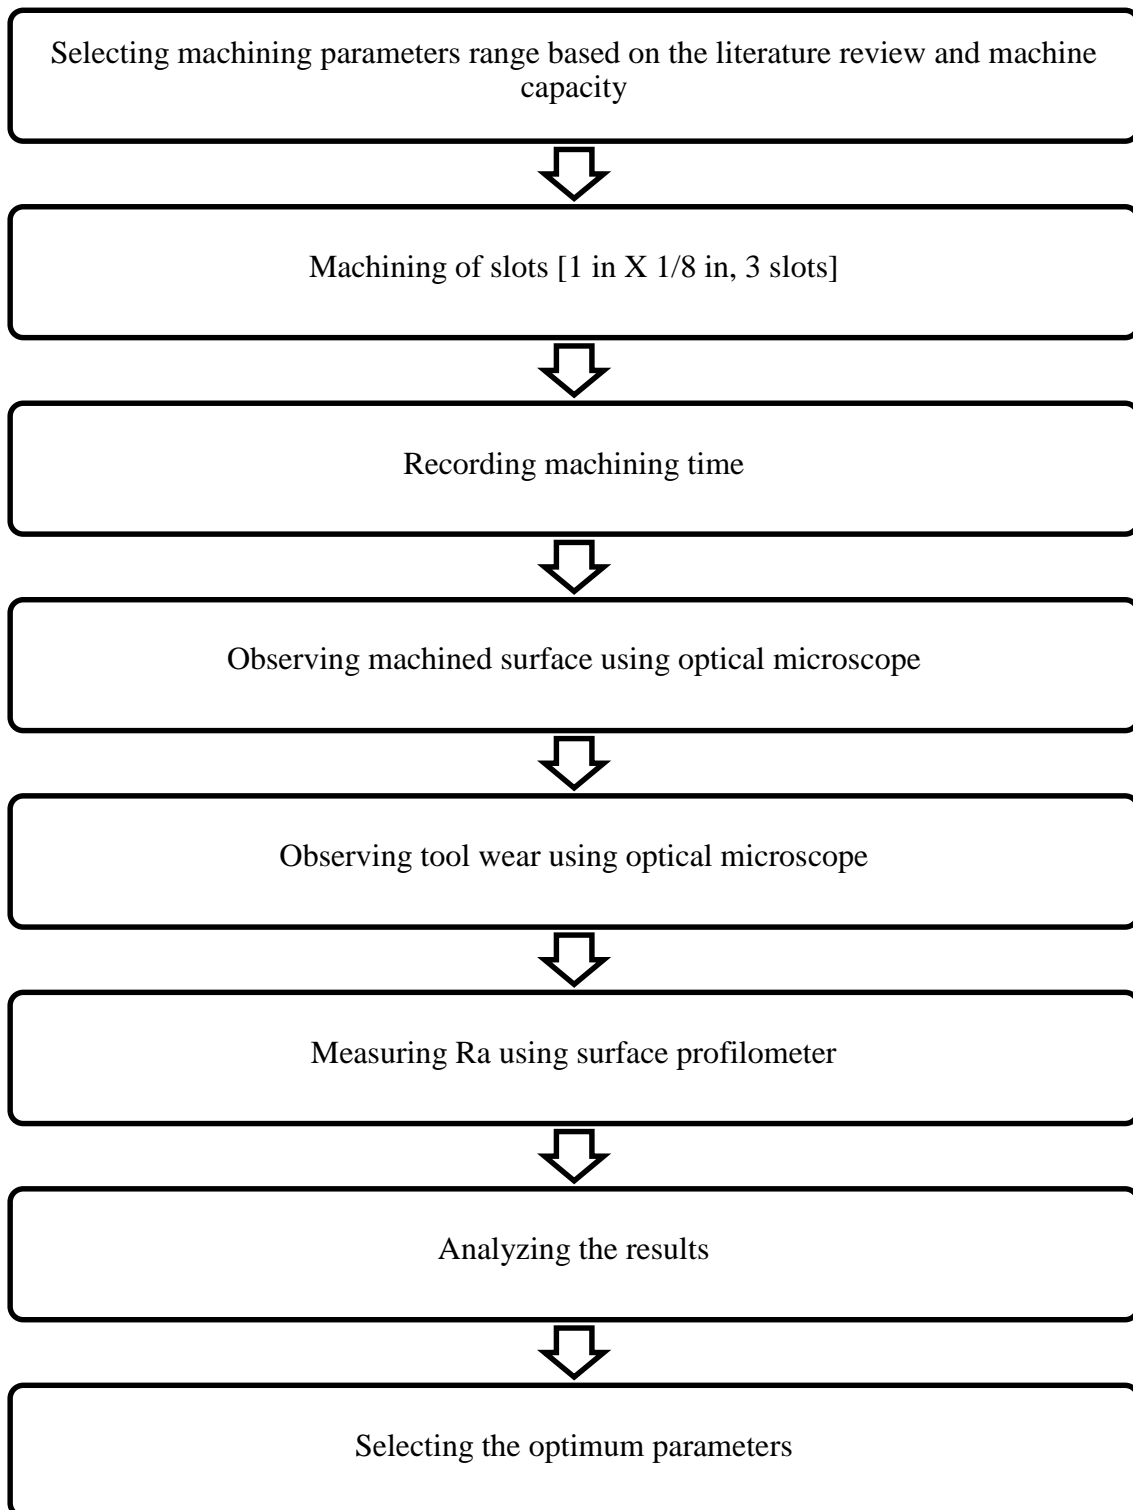 Selecting machining parameters range based on the literature review and machine
capacity
Machining of slots [1 in X 1/8 in, 3 slots]
Recording machining time
Observing machined surface using optical microscope
Observing tool wear using optical microscope
Measuring Ra using surface profilometer
Analyzing the results
Selecting the optimum parameters